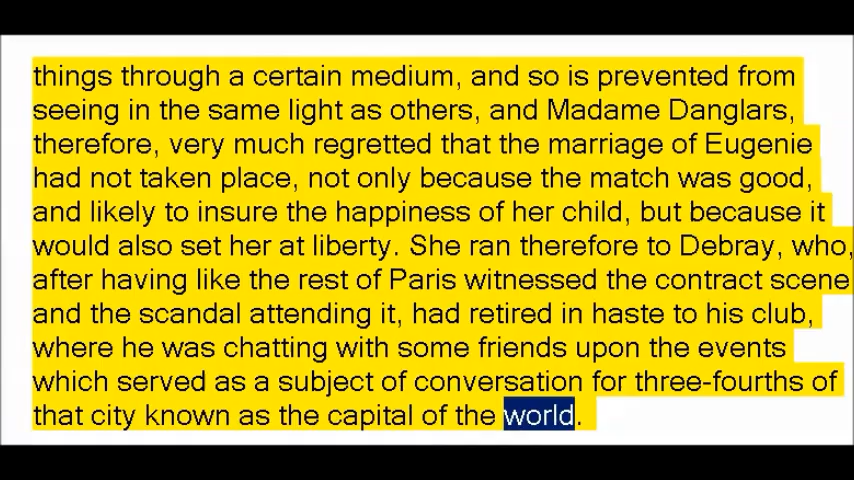 things through a certain medium, and so is prevented from
seeing in the same light as others, and Madame Danglars,
therefore, very much regretted that the marriage of Eugenie
had not taken place, not only because the match was good,
and likely to insure the happiness of her child, but because it
would also set her at liberty. She ran therefore to Debray, who,
after having like the rest of Paris witnessed the contract scene
and the scandal attending it, had retired in haste to his club,
where he was chatting with some friends upon the events
which served as a subject of conversation for three-fourths of
that city known as the capital of the world.